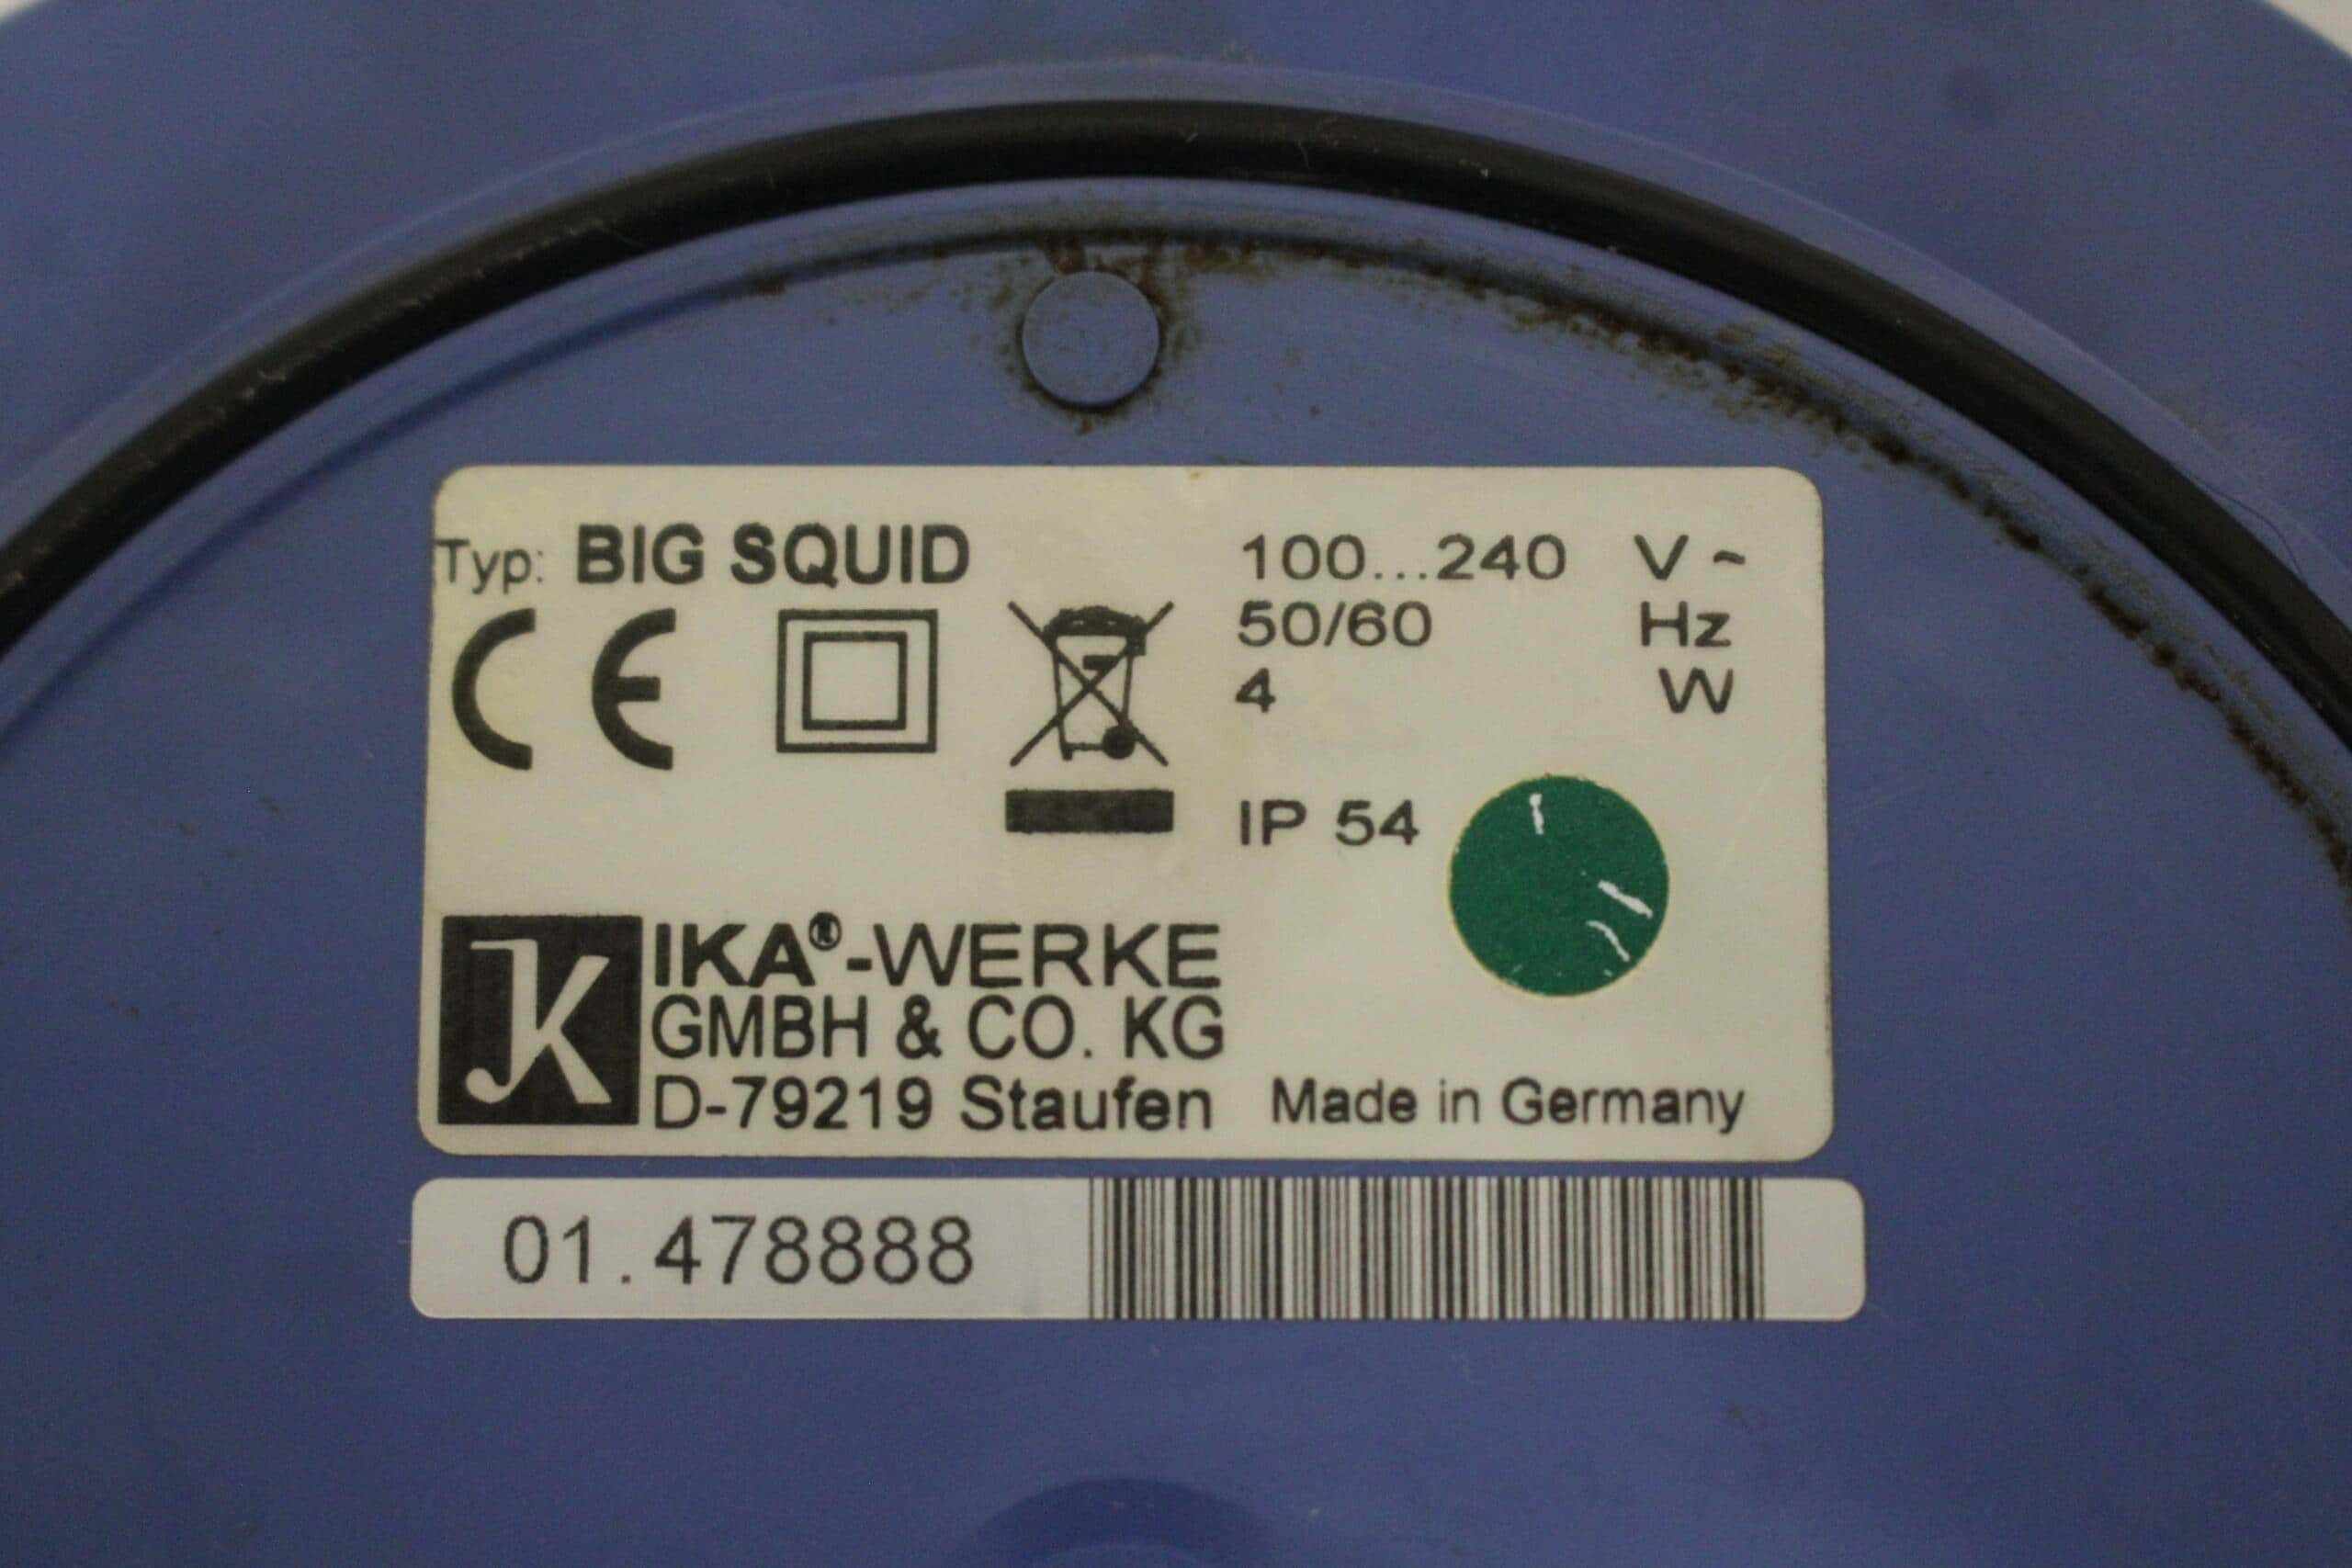 Typ: BIG SQUID
100...240 V ~
50/60 Hz
4 W
CE
IP 54
IKA®-WERKE
GMBH & CO. KG
D-79219 Staufen
Made in Germany
01.478888